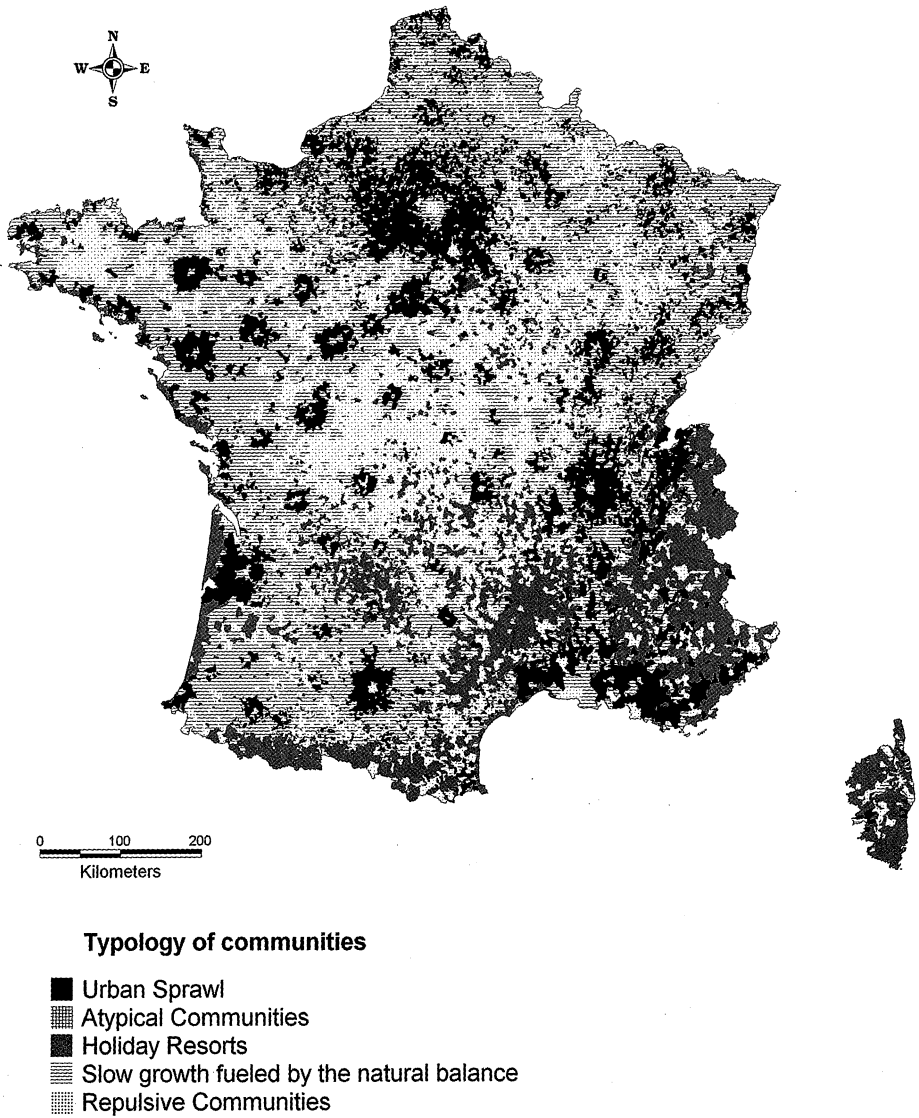 N
W E
S
0 100 200
Kilometers
Typology of communities
Urban Sprawl
Atypical Communities
Holiday Resorts
Slow growth fueled by the natural balance
Repulsive Communities